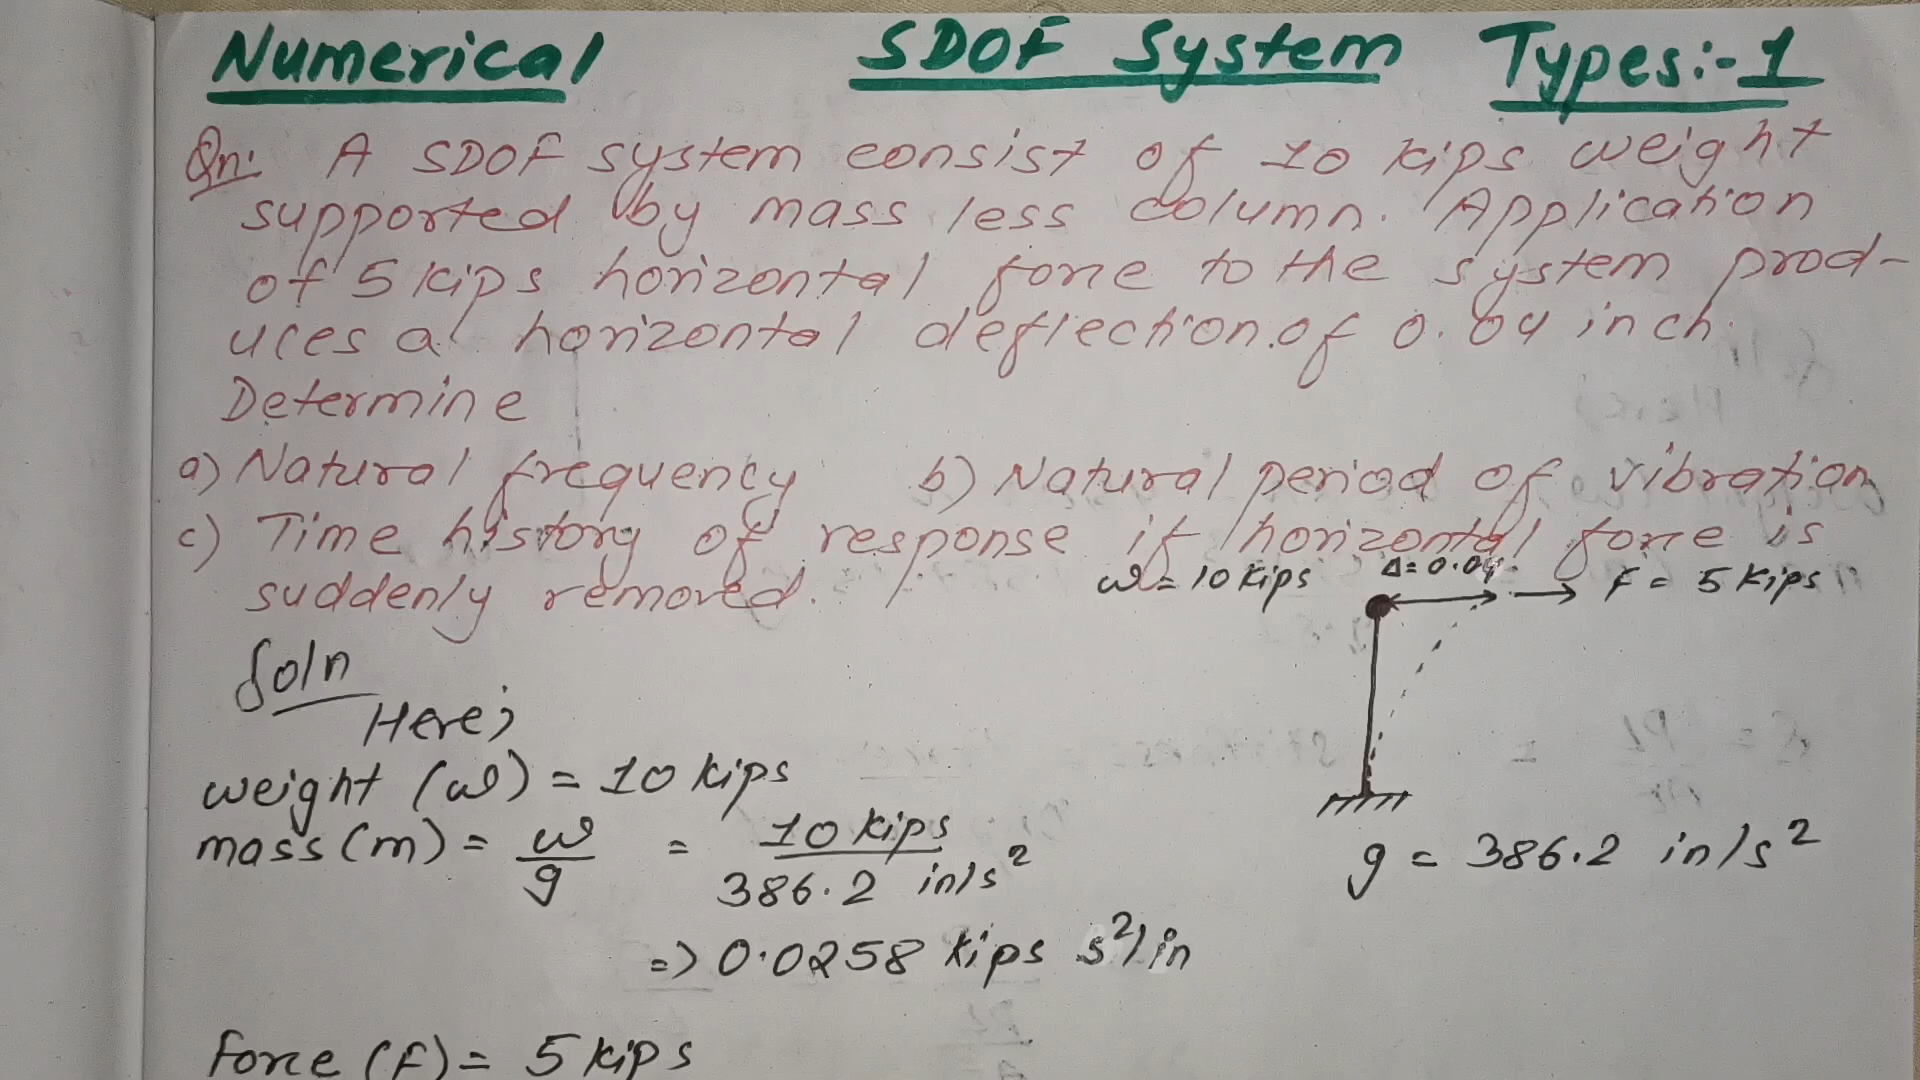 Numerical SDOF System Types:-1
Qn: A SDOF system consist of 10 kips weight
supported by mass less column. Application
of 5 kips horizontal force to the system prod-
uces a horizontal deflection of 0.04 inch.
Determine
a) Natural frequency b) Natural period of vibration
c) Time history of response if horizontal force is
suddenly removed.
w = 10 kips Δ = 0.04 F = 5 kips
Soln
Here;
weight (w) = 10 kips
mass (m) = w/g = 10 kips / 386.2 in/s²
g = 386.2 in/s²
=> 0.0258 kips s²/in
Force (F) = 5 kips